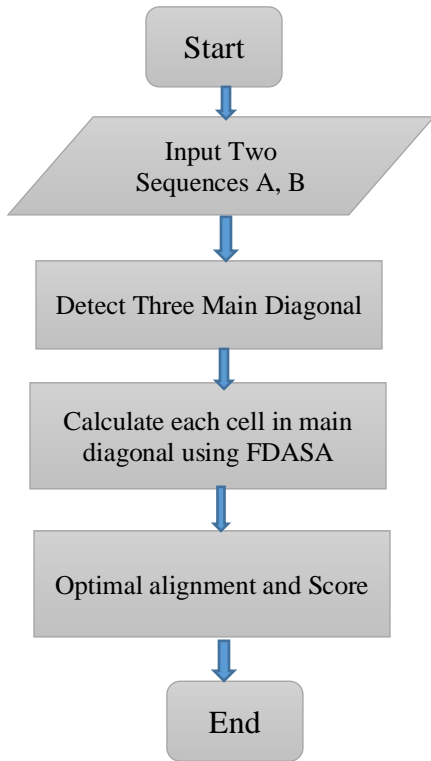 Start
Input Two
Sequences A, B
Detect Three Main Diagonal
Calculate each cell in main
diagonal using FDASA
Optimal alignment and Score
End